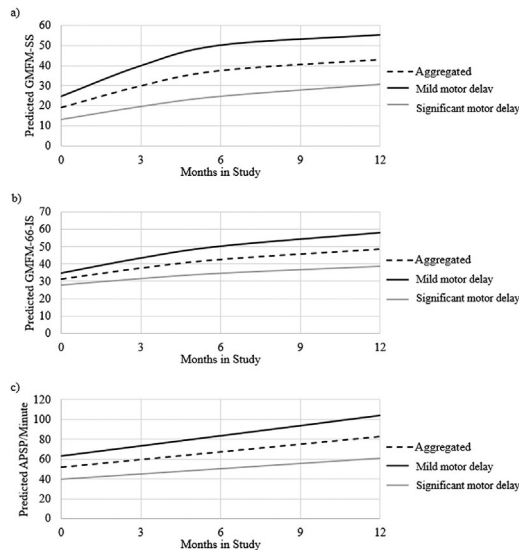 a)
Predicted GMFM-SS
60
50
40
30
20
10
0
0 3 6 9 12
Months in Study
Aggregated
Mild motor delav
Significant motor delay
b)
Predicted GMFM-66-IS
70
60
50
40
30
20
10
0
0 3 6 9 12
Months in Study
Aggregated
Mild motor delay
Significant motor delay
c)
Predicted APSP/Minute
120
100
80
60
40
20
0
0 3 6 9 12
Months in Study
Aggregated
Mild motor delay
Significant motor delay